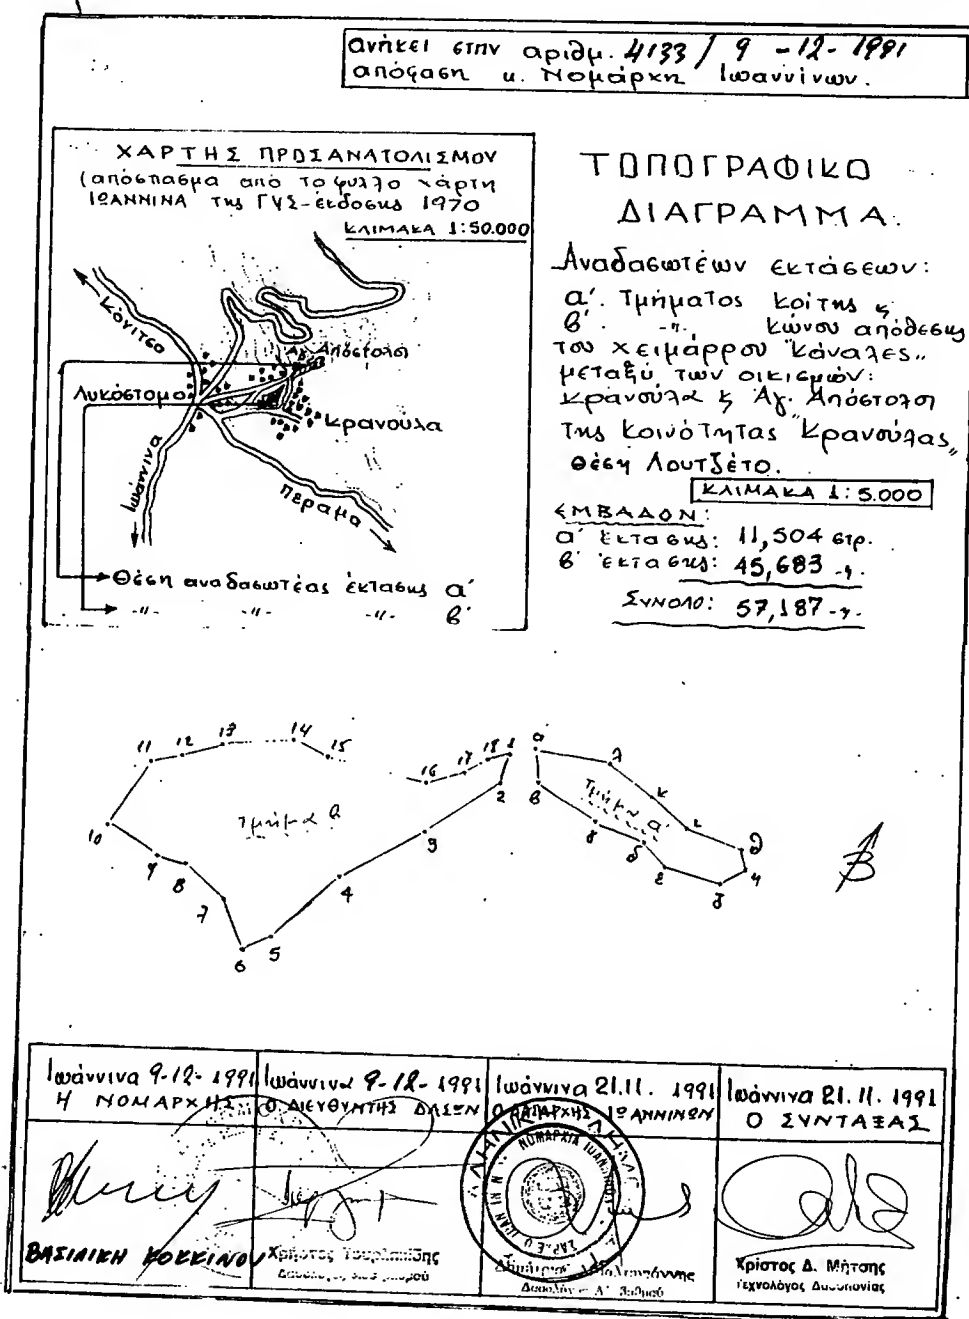 ανήκει στην αριθμ. 4133 / 9 -12- 1991
απόφαση κ. Νομάρχη Ιωαννίνων.
ΧΑΡΤΗΣ ΠΡΟΣΑΝΑΤΟΛΙΣΜΟΥ
(απόσπασμα από το φύλλο χάρτη
ΙΩΑΝΝΙΝΑ της ΓΥΣ-έκδοσης 1970
ΚΛΙΜΑΚΑ 1:50.000
Κόνιτσα
Αγ. Απόστολοι
Λυκόστομο
Κρανούλα
Ιωάννινα
Πέραμα
Θέση αναδασωτέας έκτασης α'
-"- -"- -"- β'
ΤΟΠΟΓΡΑΦΙΚΟ
ΔΙΑΓΡΑΜΜΑ
Αναδασωτέων εκτάσεων:
α'. Τμήματος κοίτης ς
β'. -"- κώνου απόθεσης
του χειμάρρου "Κάναλες"
μεταξύ των οικισμών:
Κρανούλα ς Αγ. Απόστολοι
της Κοινότητας "Κρανούλας"
θέση Λουτζέτο.
ΚΛΙΜΑΚΑ 1:5.000
ΕΜΒΑΔΟΝ:
α' έκτασης: 11,504 στρ.
β' έκτασης: 45,683 -"-
ΣΥΝΟΛΟ: 57,187 -"-
11 12 13 14 15 16 17 18 1
2
3
4
5
6
7
8
9
10
Τμήμα β
α λ
κ
ι
θ
η
ζ
ε
δ
γ
β
Τμήμα α'
Β
Ιωάννινα 9-12-1991
Η ΝΟΜΑΡΧΗΣ
ΒΑΣΙΛΙΚΗ ΚΟΚΚΙΝΟΥ
Ιωάννινα 9-12-1991
Ο ΔΙΕΥΘΥΝΤΗΣ ΔΑΣΩΝ
Χρήστος
Ιωάννινα 21.11. 1991
Ο ΔΑΣΑΡΧΗΣ ΙΩΑΝΝΙΝΩΝ
ΝΟΜΑΡΧΙΑ ΙΩΑΝΝΙΝΩΝ
Δασολόγος Α' Βαθμού
Ιωάννινα 21.11. 1991
Ο ΣΥΝΤΑΞΑΣ
Χρίστος Δ. Μήτσης
Τεχνολόγος Δασοπονίας